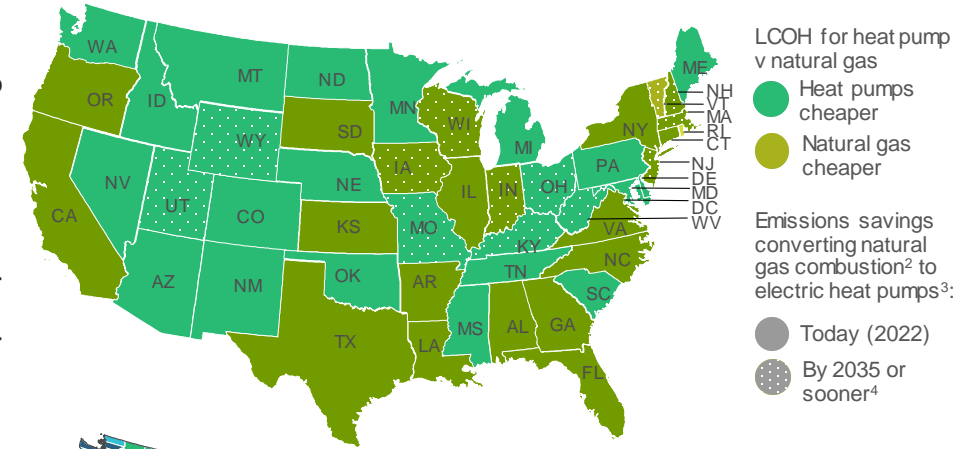 WA
MT
ND
MN
ME
OR
ID
WY
SD
WI
MI
NY
NH
VT
MA
RI
CT
NV
UT
CO
NE
IA
IL
IN
OH
PA
NJ
DE
MD
DC
WV
CA
KS
MO
KY
VA
AZ
NM
OK
AR
TN
NC
SC
TX
LA
MS
AL
GA
FL
LCOH for heat pump
v natural gas
Heat pumps
cheaper
Natural gas
cheaper
Emissions savings
converting natural
gas combustion² to
electric heat pumps³:
Today (2022)
By 2035 or
sooner⁴